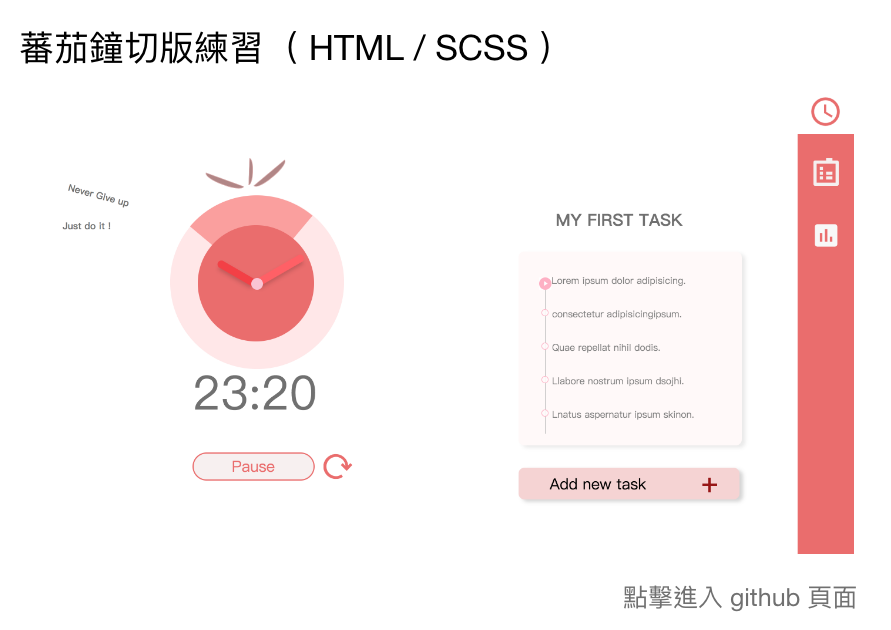 蕃茄鐘切版練習 （ HTML / SCSS ）
Never Give up
Just do it !
23:20
Pause
MY FIRST TASK
Lorem ipsum dolor adipisicing.
consectetur adipisicingipsum.
Quae repellat nihil dodis.
Llabore nostrum ipsum dsojhi.
Lnatus aspernatur ipsum skinon.
Add new task
點擊進入 github 頁面